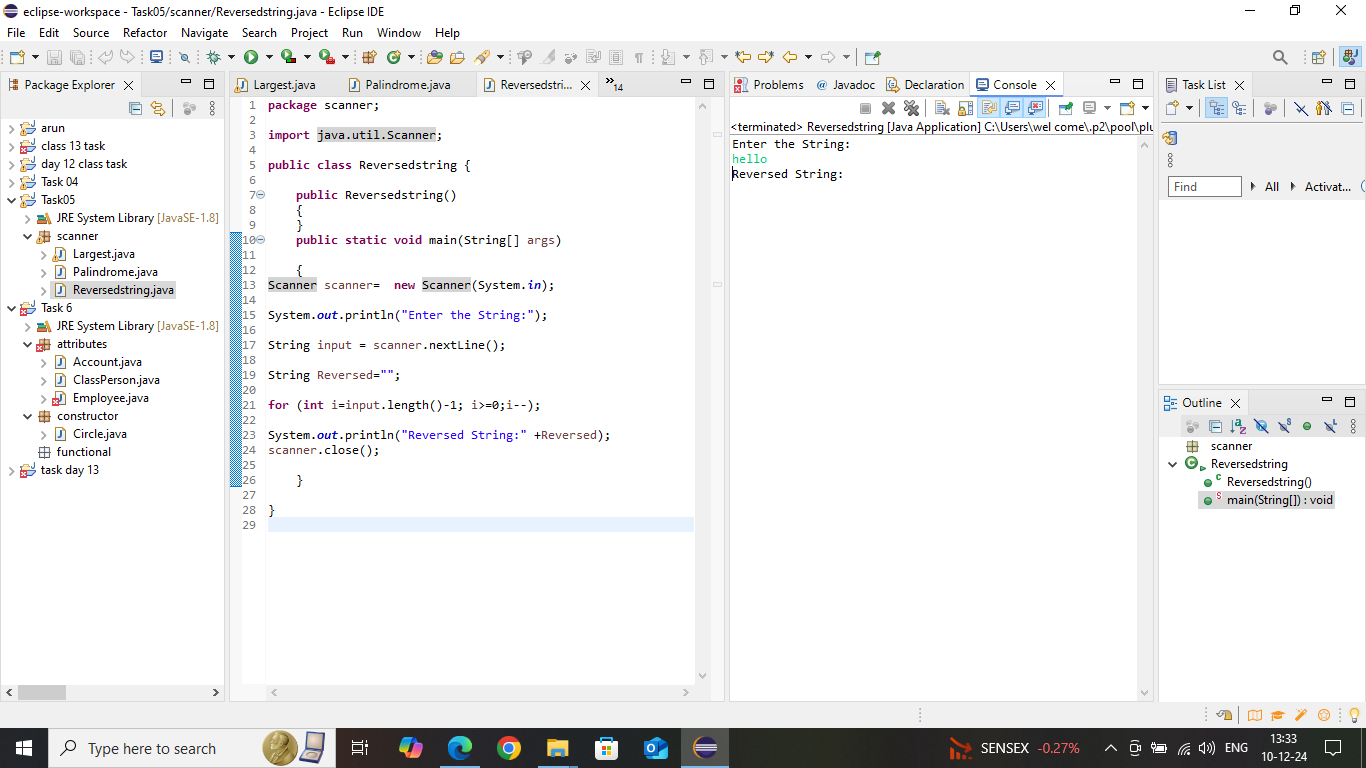 eclipse-workspace - Task05/scanner/Reversedstring.java - Eclipse IDE
File Edit Source Refactor Navigate Search Project Run Window Help
Package Explorer
arun
class 13 task
day 12 class task
Task 04
Task05
JRE System Library [JavaSE-1.8]
scanner
Largest.java
Palindrome.java
Reversedstring.java
Task 6
JRE System Library [JavaSE-1.8]
attributes
Account.java
ClassPerson.java
Employee.java
constructor
Circle.java
functional
task day 13
Largest.java Palindrome.java Reversedstri... 14
1 package scanner;
2
3 import java.util.Scanner;
4
5 public class Reversedstring {
6
7 public Reversedstring()
8 {
9 }
10 public static void main(String[] args)
11
12 {
13 Scanner scanner=  new Scanner(System.in);
14
15 System.out.println("Enter the String:");
16
17 String input = scanner.nextLine();
18
19 String Reversed="";
20
21 for (int i=input.length()-1; i>=0;i--);
22
23 System.out.println("Reversed String:" +Reversed);
24 scanner.close();
25
26 }
27
28 }
29
Problems Javadoc Declaration Console
<terminated> Reversedstring [Java Application] C:\Users\wel come\.p2\pool\plu
Enter the String:
hello
Reversed String:
Task List
Find All Activat...
Outline
scanner
Reversedstring
Reversedstring()
main(String[]) : void
Type here to search
SENSEX -0.27%
ENG
13:33
10-12-24